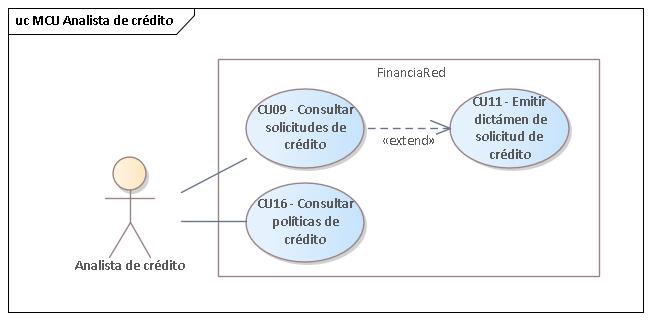 uc MCU Analista de crédito
FinanciaRed
CU09 - Consultar
solicitudes de
crédito
«extend»
CU11 - Emitir
dictámen de
solicitud de
crédito
CU16 - Consultar
políticas de
crédito
Analista de crédito